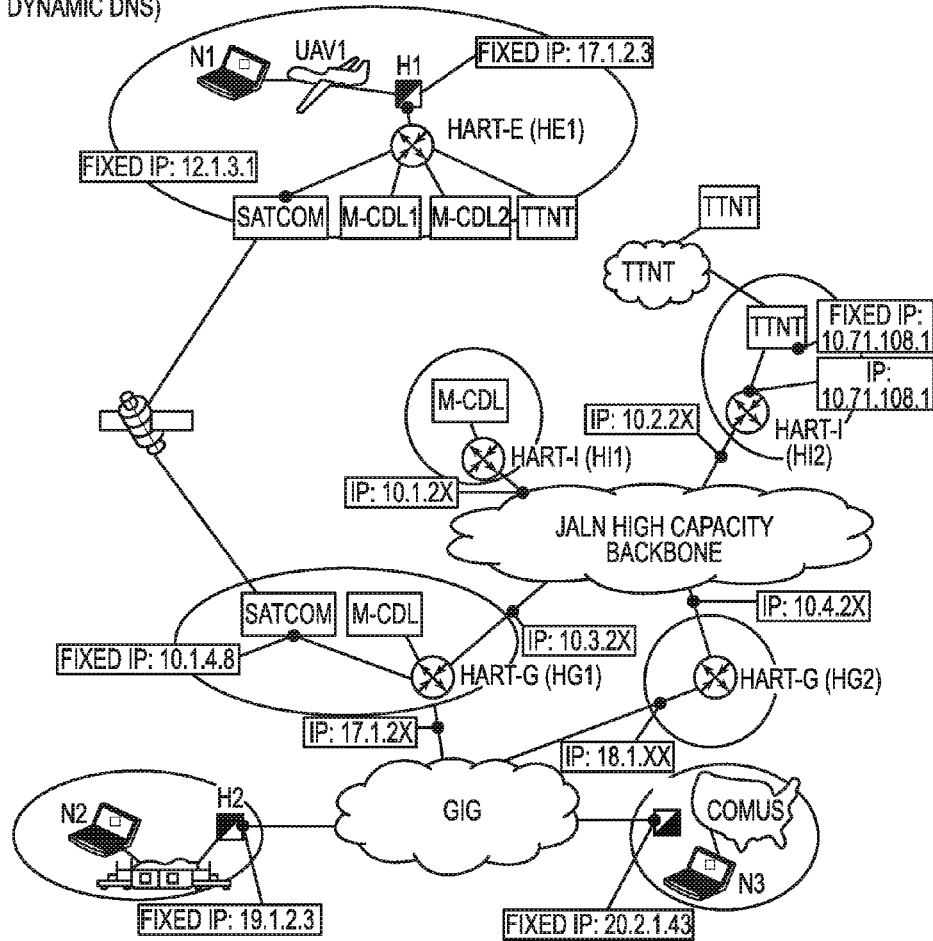 DYNAMIC DNS)
N1
UAV1
H1
FIXED IP: 17.1.2.3
HART-E (HE1)
FIXED IP: 12.1.3.1
SATCOM
M-CDL1
M-CDL2
TTNT
TTNT
TTNT
TTNT
FIXED IP:
10.71.108.1
IP:
10.71.108.1
M-CDL
IP: 10.2.2X
HART-I
(HI2)
HART-I (HI1)
IP: 10.1.2X
JALN HIGH CAPACITY
BACKBONE
SATCOM
M-CDL
IP: 10.4.2X
IP: 10.3.2X
FIXED IP: 10.1.4.8
HART-G (HG1)
HART-G (HG2)
IP: 17.1.2X
IP: 18.1.XX
N2
H2
GIG
COMUS
N3
FIXED IP: 19.1.2.3
FIXED IP: 20.2.1.43